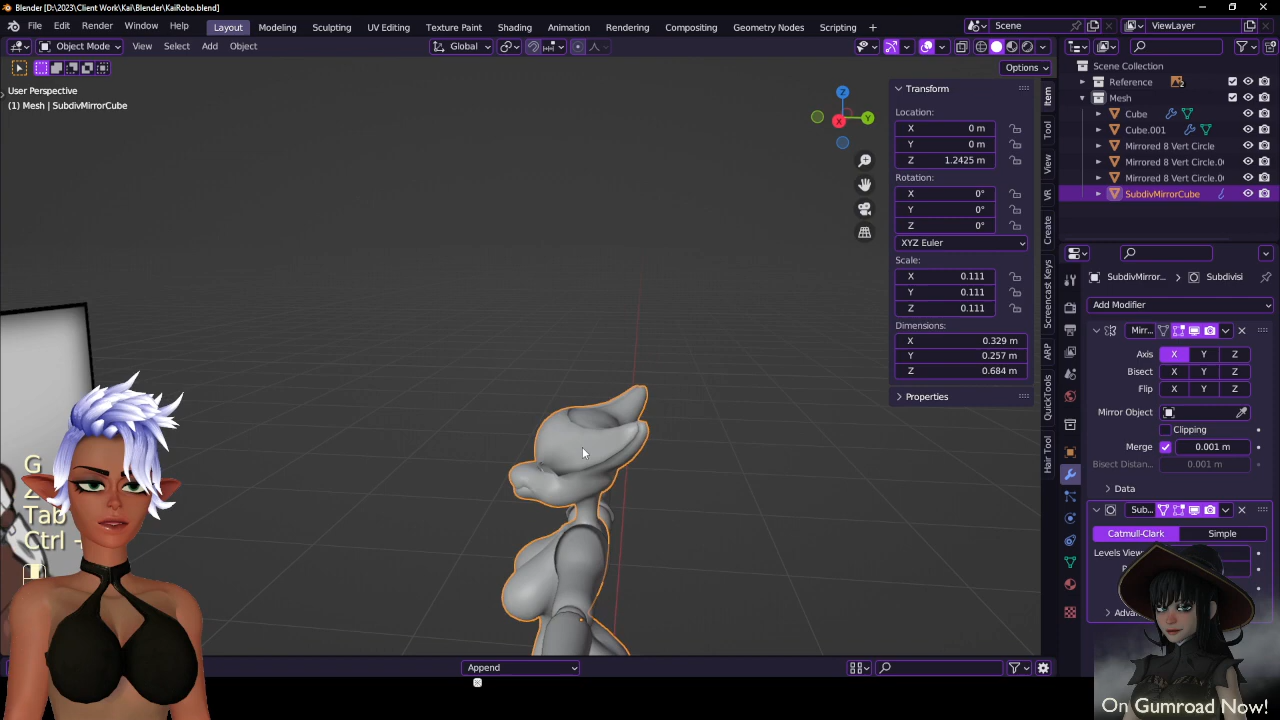 Blender [D:\2023\Client Work\Kai\Blender\KaiRobo.blend]
File Edit Render Window Help Layout Modeling Sculpting UV Editing Texture Paint Shading Animation Rendering Compositing Geometry Nodes Scripting Scene ViewLayer
Object Mode View Select Add Object Global
Options
User Perspective
(1) Mesh | SubdivMirrorCube
Z
Y
X
Transform
Location:
X 0 m
Y 0 m
Z 1.2425 m
Rotation:
X 0°
Y 0°
Z 0°
XYZ Euler
Scale:
X 0.111
Y 0.111
Z 0.111
Dimensions:
X 0.329 m
Y 0.257 m
Z 0.684 m
Properties
Item
Tool
View
VR
Create
Screencast Keys
ARP
QuickTools
Hair Tool
Scene Collection
Reference 2
Mesh
Cube
Cube.001
Mirrored 8 Vert Circle
Mirrored 8 Vert Circle.0
Mirrored 8 Vert Circle.0
SubdivMirrorCube
SubdivMirror... Subdivisi
Add Modifier
Mirr...
Axis X Y Z
Bisect X Y Z
Flip X Y Z
Mirror Object
Clipping
Merge 0.001 m
Bisect Distan... 0.001 m
Data
Sub...
Catmull-Clark Simple
Levels View
Adva
G
Z
Tab
Ctrl
Append
On Gumroad Now!